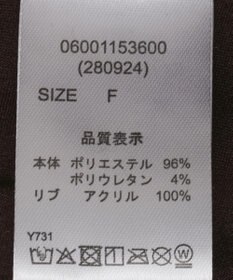 06001153600
(280924)
SIZE F
品質表示
本体 ポリエステル 96%
ポリウレタン 4%
リブ アクリル 100%
Y731